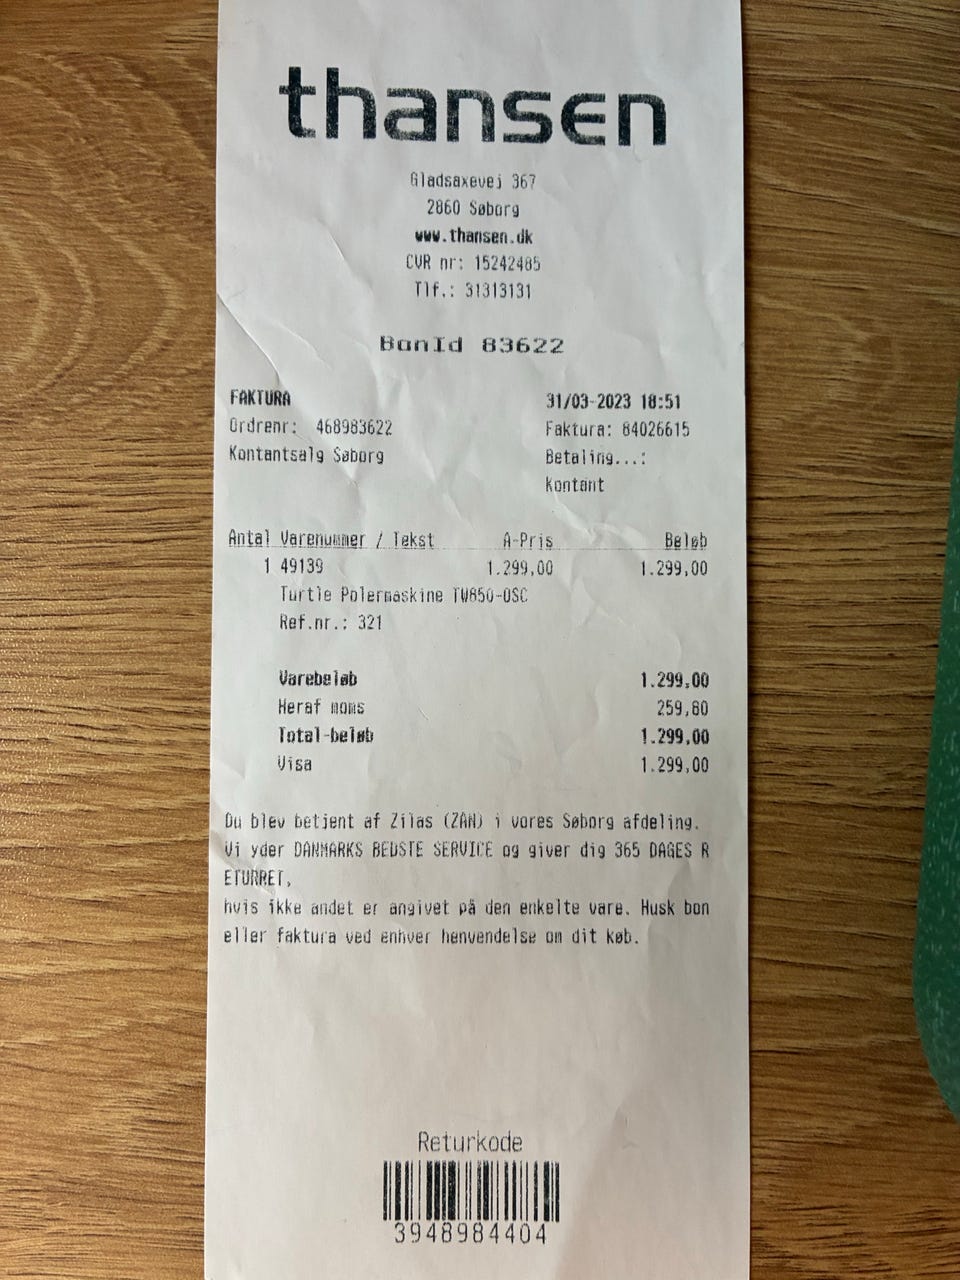 thansen
Gladsaxevej 367
2860 Søborg
www.thansen.dk
CVR nr: 15242485
Tlf.: 31313131
BonId 83622
FAKTURA 31/03-2023 18:51
Ordrenr: 468983622 Faktura: 84026615
Kontantsalg Søborg Betaling...:
Kontant
Antal Varenummer / Tekst A-Pris Beløb
1 49139 1.299,00 1.299,00
Turtle Polermaskine TW850-OSC
Ref.nr.: 321
Varebeløb 1.299,00
Heraf moms 259,80
Total-beløb 1.299,00
Visa 1.299,00
Du blev betjent af Zilas (ZAN) i vores Søborg afdeling.
Vi yder DANMARKS BEDSTE SERVICE og giver dig 365 DAGES R
ETURRET,
hvis ikke andet er angivet på den enkelte vare. Husk bon
eller faktura ved enhver henvendelse om dit køb.
Returkode
3948984404